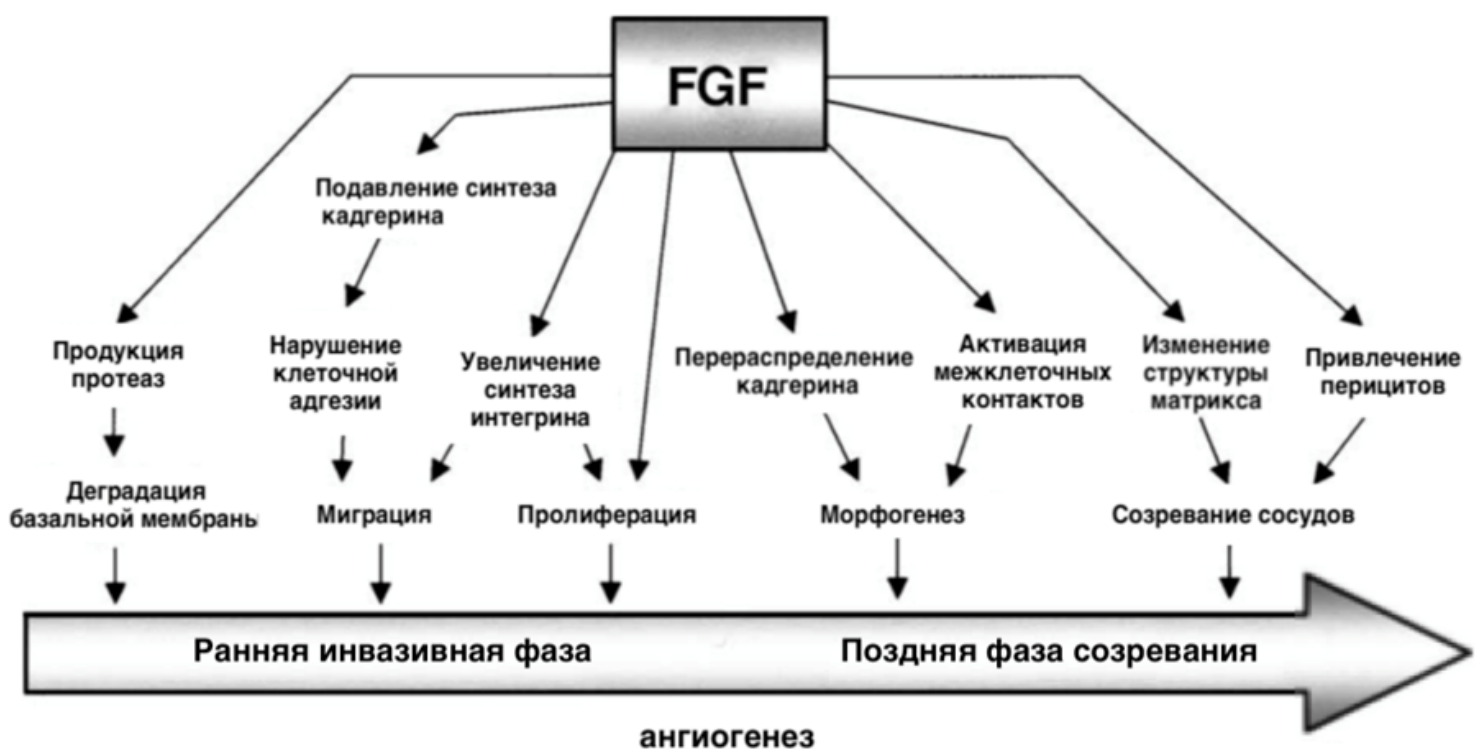 FGF
Подавление синтеза
кадгерина
Продукция
протеаз
Нарушение
клеточной
адгезии
Увеличение
синтеза
интегрина
Перераспределение
кадгерина
Активация
межклеточных
контактов
Изменение
структуры
матрикса
Привлечение
перицитов
Деградация
базальной мембраны
Миграция
Пролиферация
Морфогенез
Созревание сосудов
Ранняя инвазивная фаза
Поздняя фаза созревания
ангиогенез